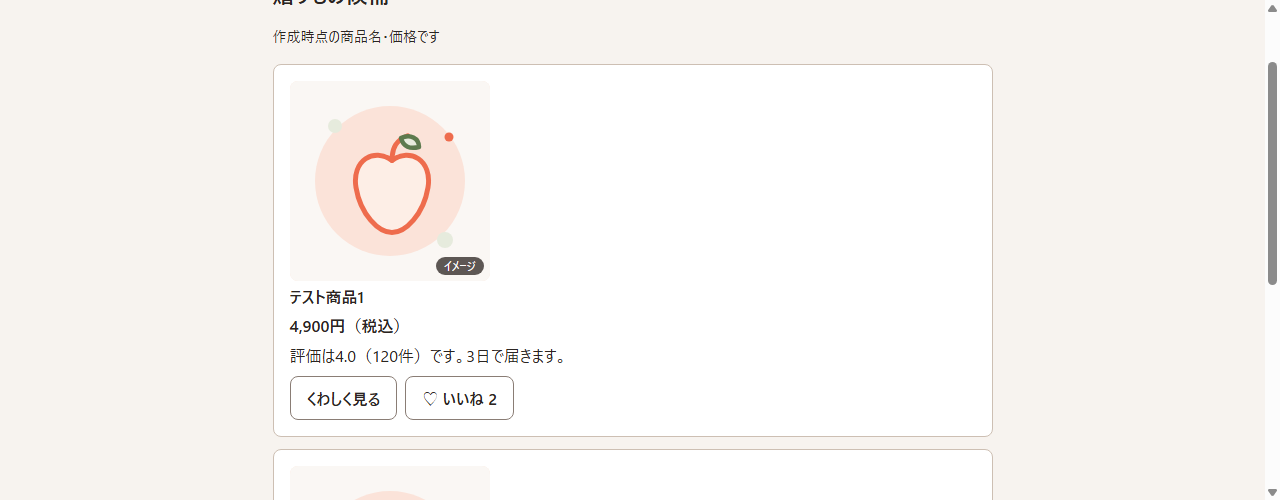 作成時点の商品名・価格です
イメージ
テスト商品1
4,900円（税込）
評価は4.0（120件）です。3日で届きます。
くわしく見る
♡ いいね 2